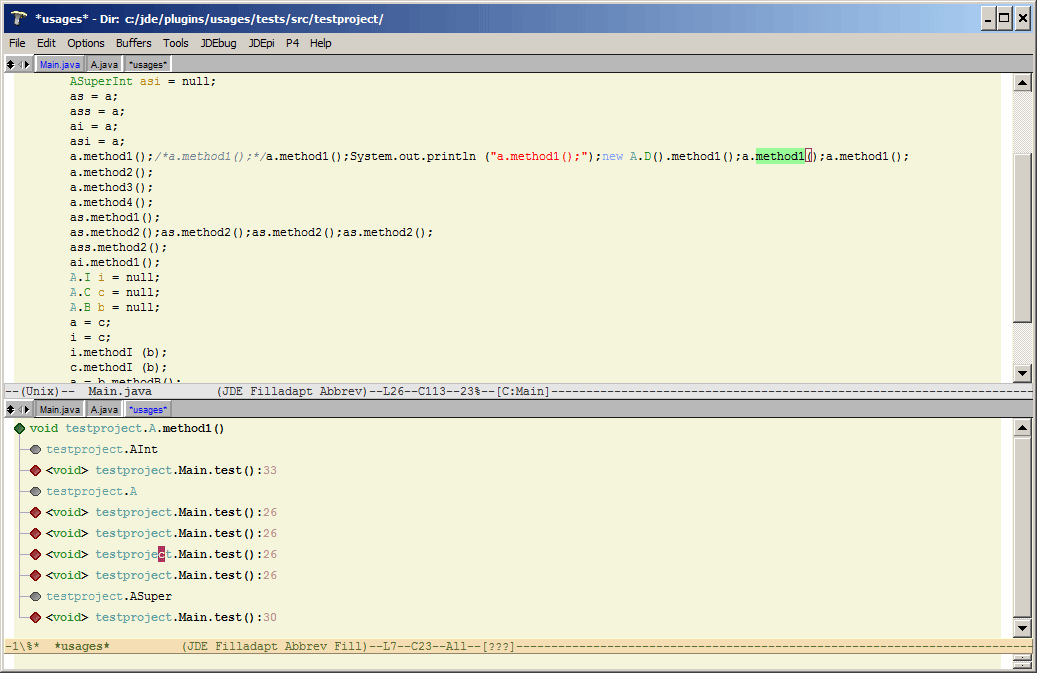 *usages* - Dir: c:/jde/plugins/usages/tests/src/testproject/
File Edit Options Buffers Tools JDEbug JDEpi P4 Help
Main.java A.java *usages*
ASuperInt asi = null;
as = a;
ass = a;
ai = a;
asi = a;
a.method1();/*a.method1();*/a.method1();System.out.println ("a.method1();");new A.D().method1();a.method1();a.method1();
a.method2();
a.method3();
a.method4();
as.method1();
as.method2();as.method2();as.method2();as.method2();
ass.method2();
ai.method1();
A.I i = null;
A.C c = null;
A.B b = null;
a = c;
i = c;
i.methodI (b);
c.methodI (b);
a = b.methodB();
--(Unix)-- Main.java (JDE Filladapt Abbrev)--L26--C113--23%--[C:Main]------------------------------------------------------------
Main.java A.java *usages*
void testproject.A.method1()
testproject.AInt
<void> testproject.Main.test():33
testproject.A
<void> testproject.Main.test():26
<void> testproject.Main.test():26
<void> testproject.Main.test():26
<void> testproject.Main.test():26
testproject.ASuper
<void> testproject.Main.test():30
-1\%* *usages* (JDE Filladapt Abbrev Fill)--L7--C23--All--[???]------------------------------------------------------------